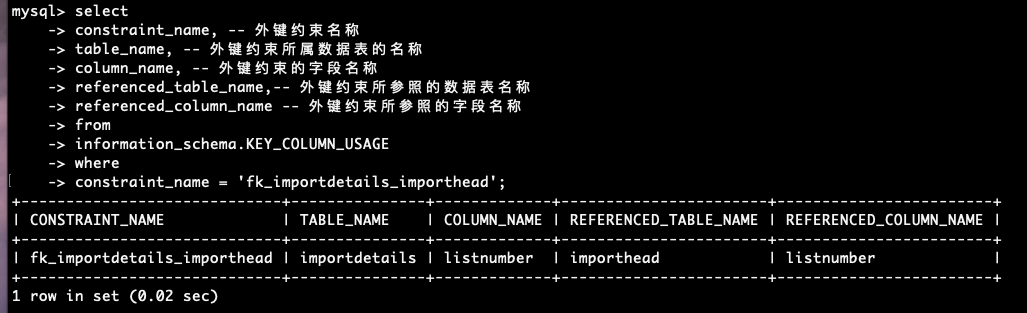 mysql> select
-> constraint_name, -- 外键约束名称
-> table_name, -- 外键约束所属数据表的名称
-> column_name, -- 外键约束的字段名称
-> referenced_table_name,-- 外键约束所参照的数据表名称
-> referenced_column_name -- 外键约束所参照的字段名称
-> from
-> information_schema.KEY_COLUMN_USAGE
-> where
-> constraint_name = 'fk_importdetails_importhead';
| CONSTRAINT_NAME | TABLE_NAME | COLUMN_NAME | REFERENCED_TABLE_NAME | REFERENCED_COLUMN_NAME |
| fk_importdetails_importhead | importdetails | listnumber | importhead | listnumber |
1 row in set (0.02 sec)